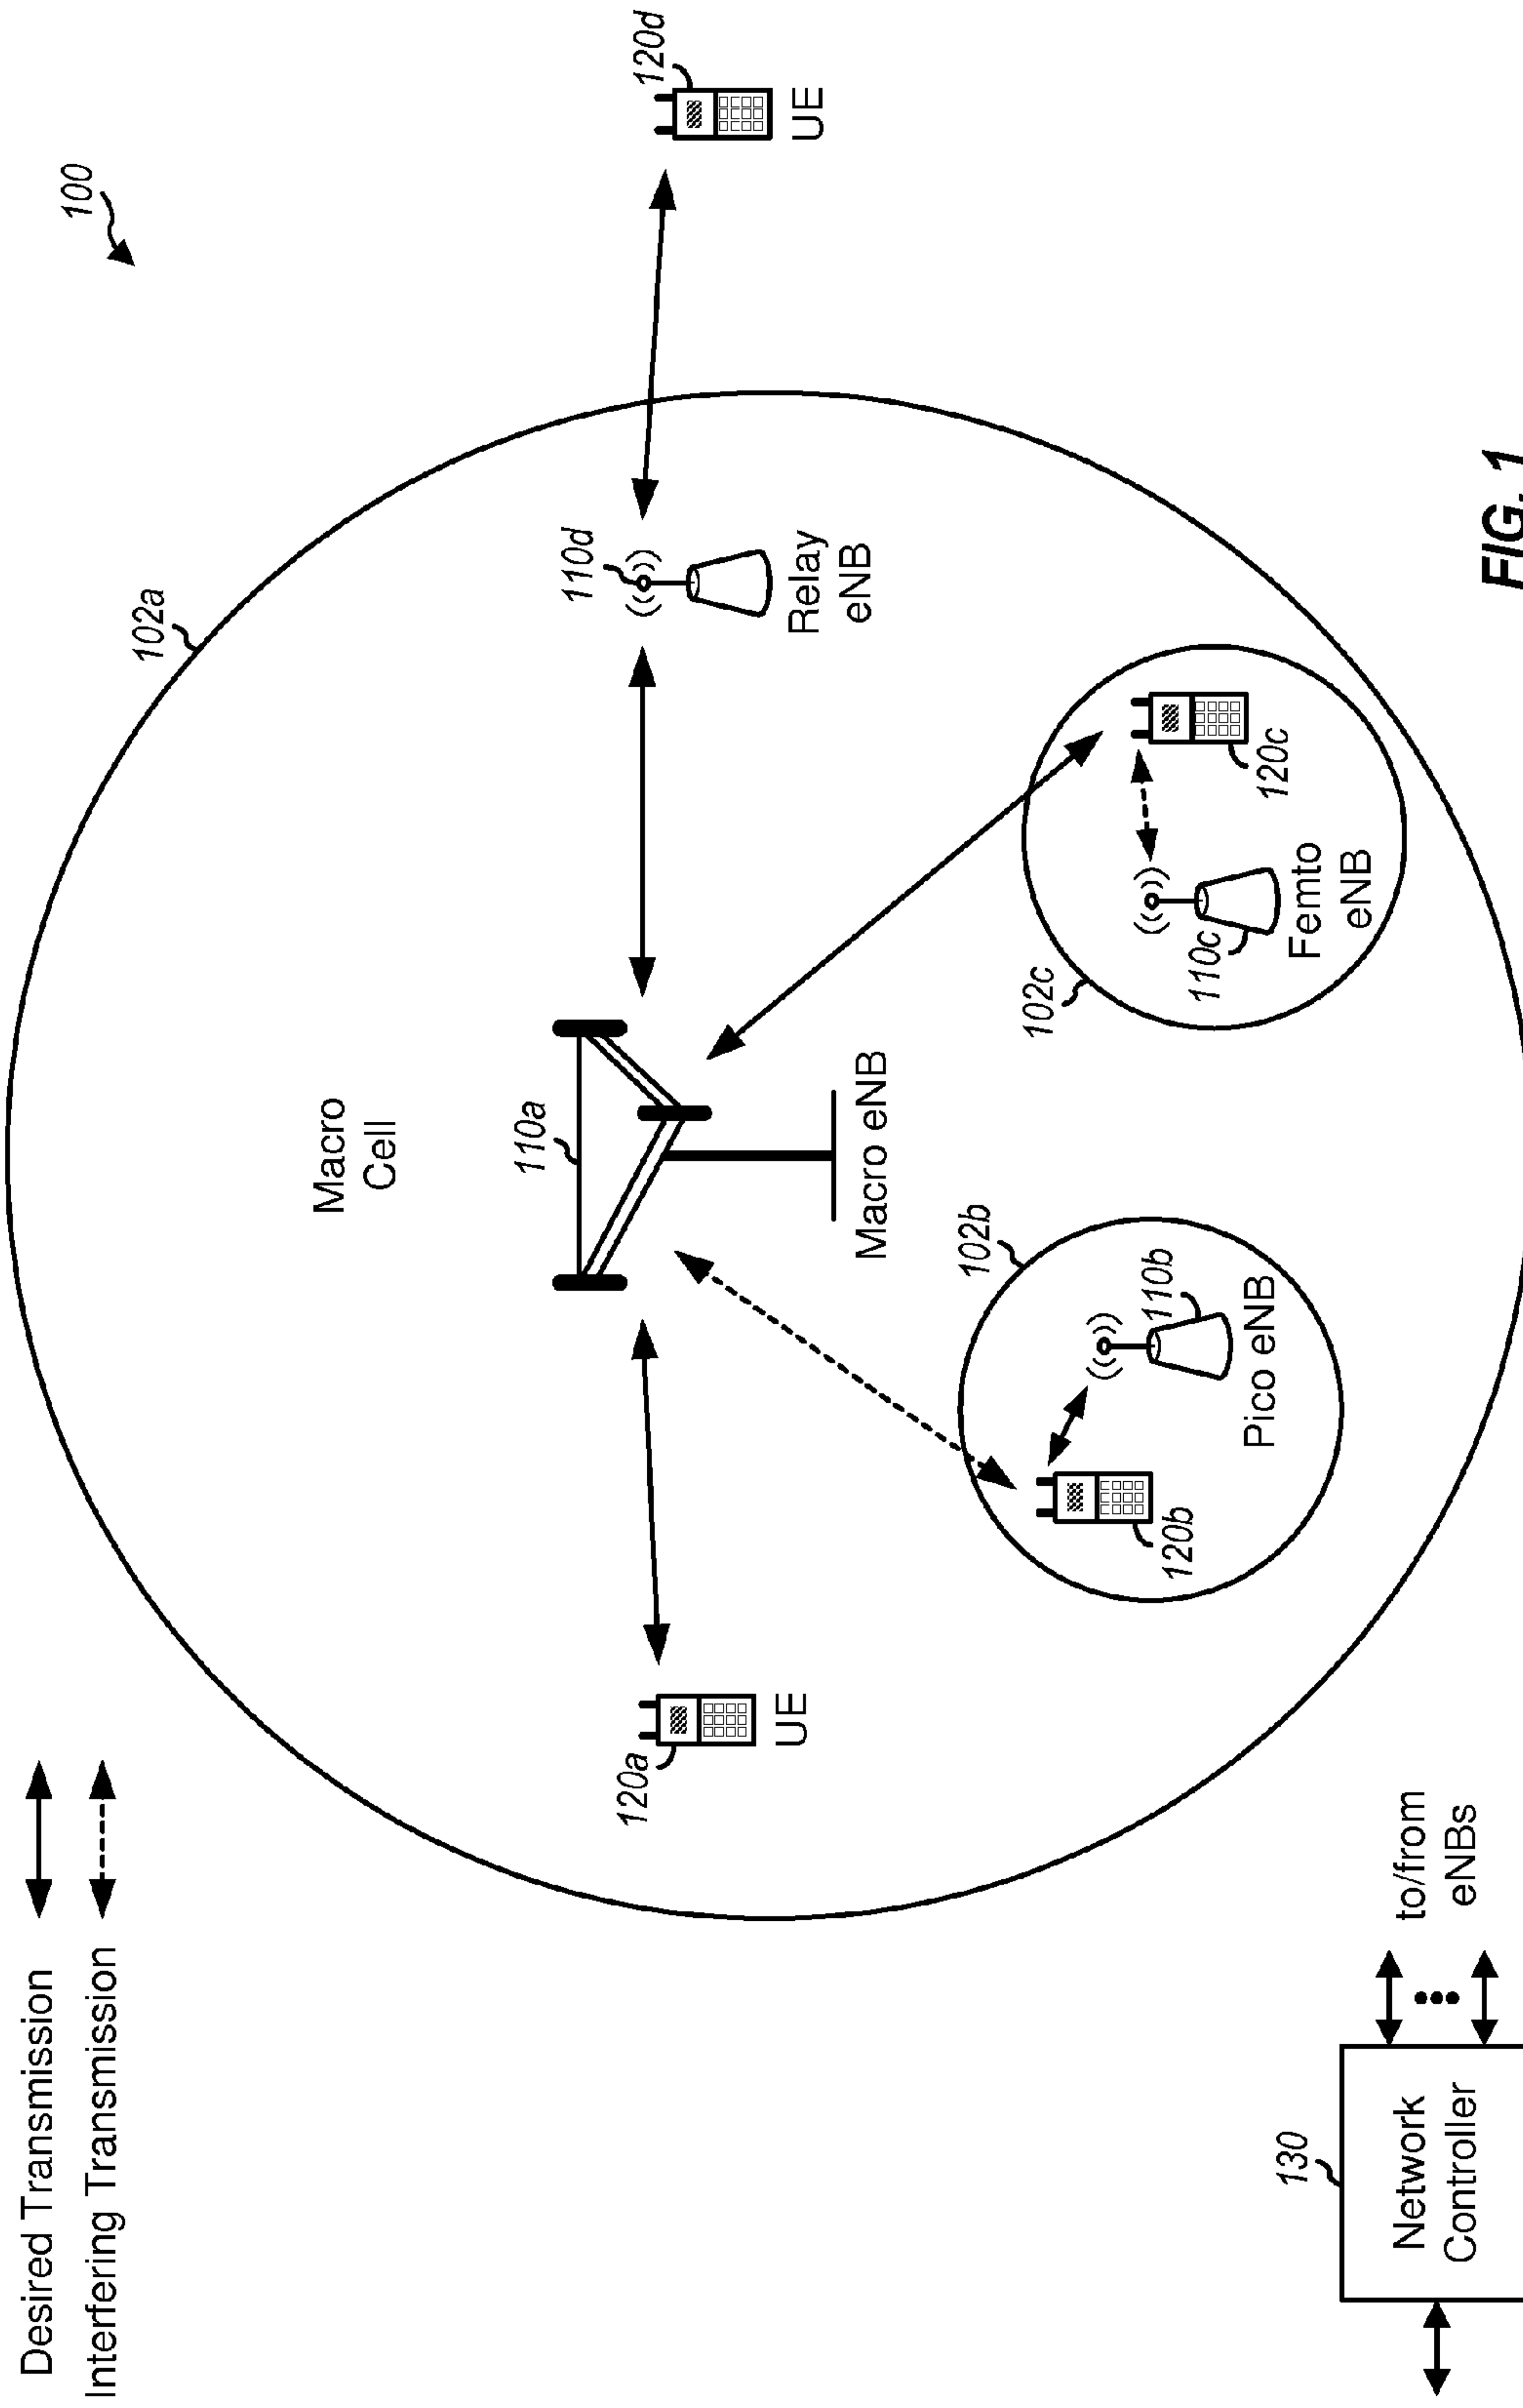 Desired Transmission
Interfering Transmission
100
102a
Macro
Cell
110a
Macro eNB
110d
Relay
eNB
120d
UE
120a
UE
102b
110b
Pico eNB
120b
102c
110c
Femto
eNB
120c
130
Network
Controller
to/from
eNBs
FIG. 1